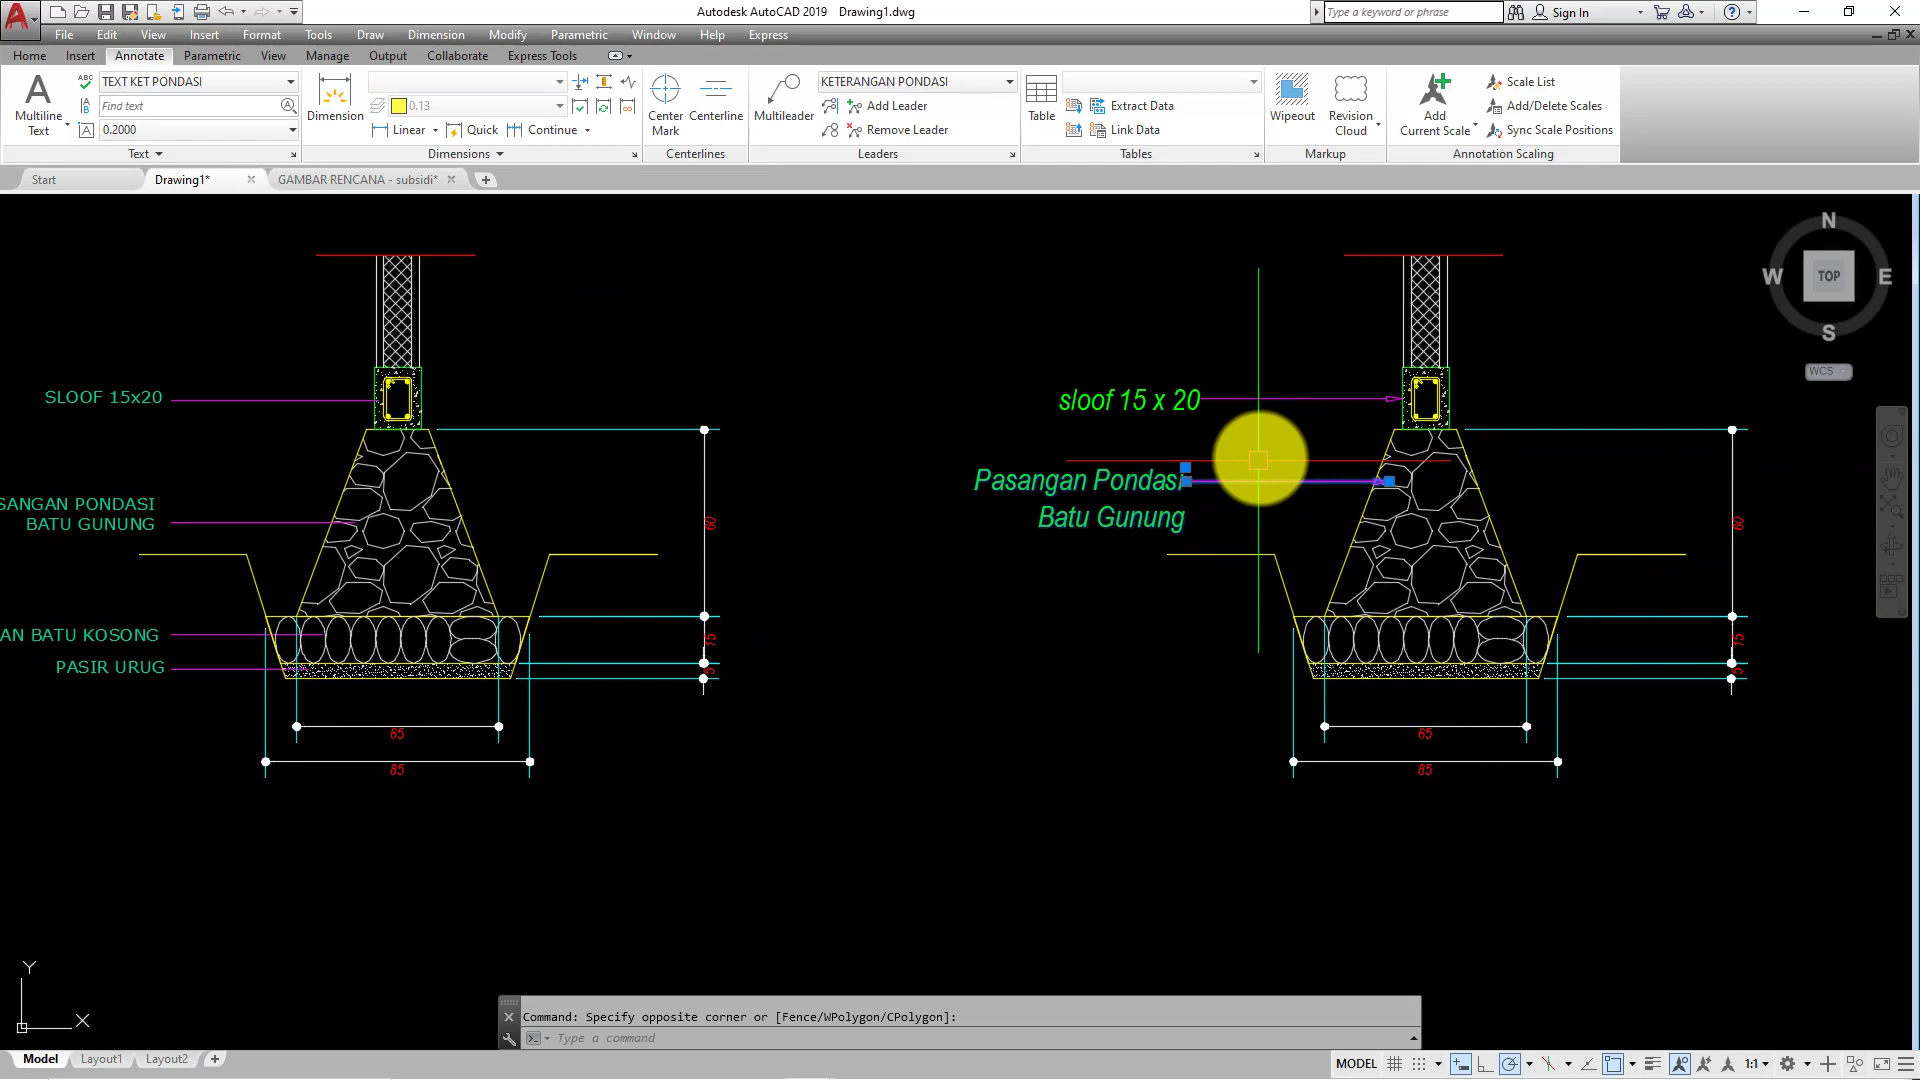 Autodesk AutoCAD 2019 Drawing1.dwg
Type a keyword or phrase
Sign In
File Edit View Insert Format Tools Draw Dimension Modify Parametric Window Help Express
Home Insert Annotate Parametric View Manage Output Collaborate Express Tools
Multiline
Text
ABC
TEXT KET PONDASI
Find text
0.2000
Text
Dimension
0.13
Linear
Quick
Continue
Dimensions
Center
Mark
Centerline
Centerlines
Multileader
KETERANGAN PONDASI
Add Leader
Remove Leader
Leaders
Table
Extract Data
Link Data
Tables
Wipeout
Revision
Cloud
Markup
Add
Current Scale
Scale List
Add/Delete Scales
Sync Scale Positions
Annotation Scaling
Start
Drawing1*
GAMBAR RENCANA - subsidi*
N
W
TOP
E
S
WCS
SLOOF 15x20
SANGAN PONDASI
BATU GUNUNG
AN BATU KOSONG
PASIR URUG
60
15
5
65
85
sloof 15 x 20
Pasangan Pondasi
Batu Gunung
60
15
5
65
85
Y
X
Command: Specify opposite corner or [Fence/WPolygon/CPolygon]:
Type a command
Model Layout1 Layout2
MODEL
1:1